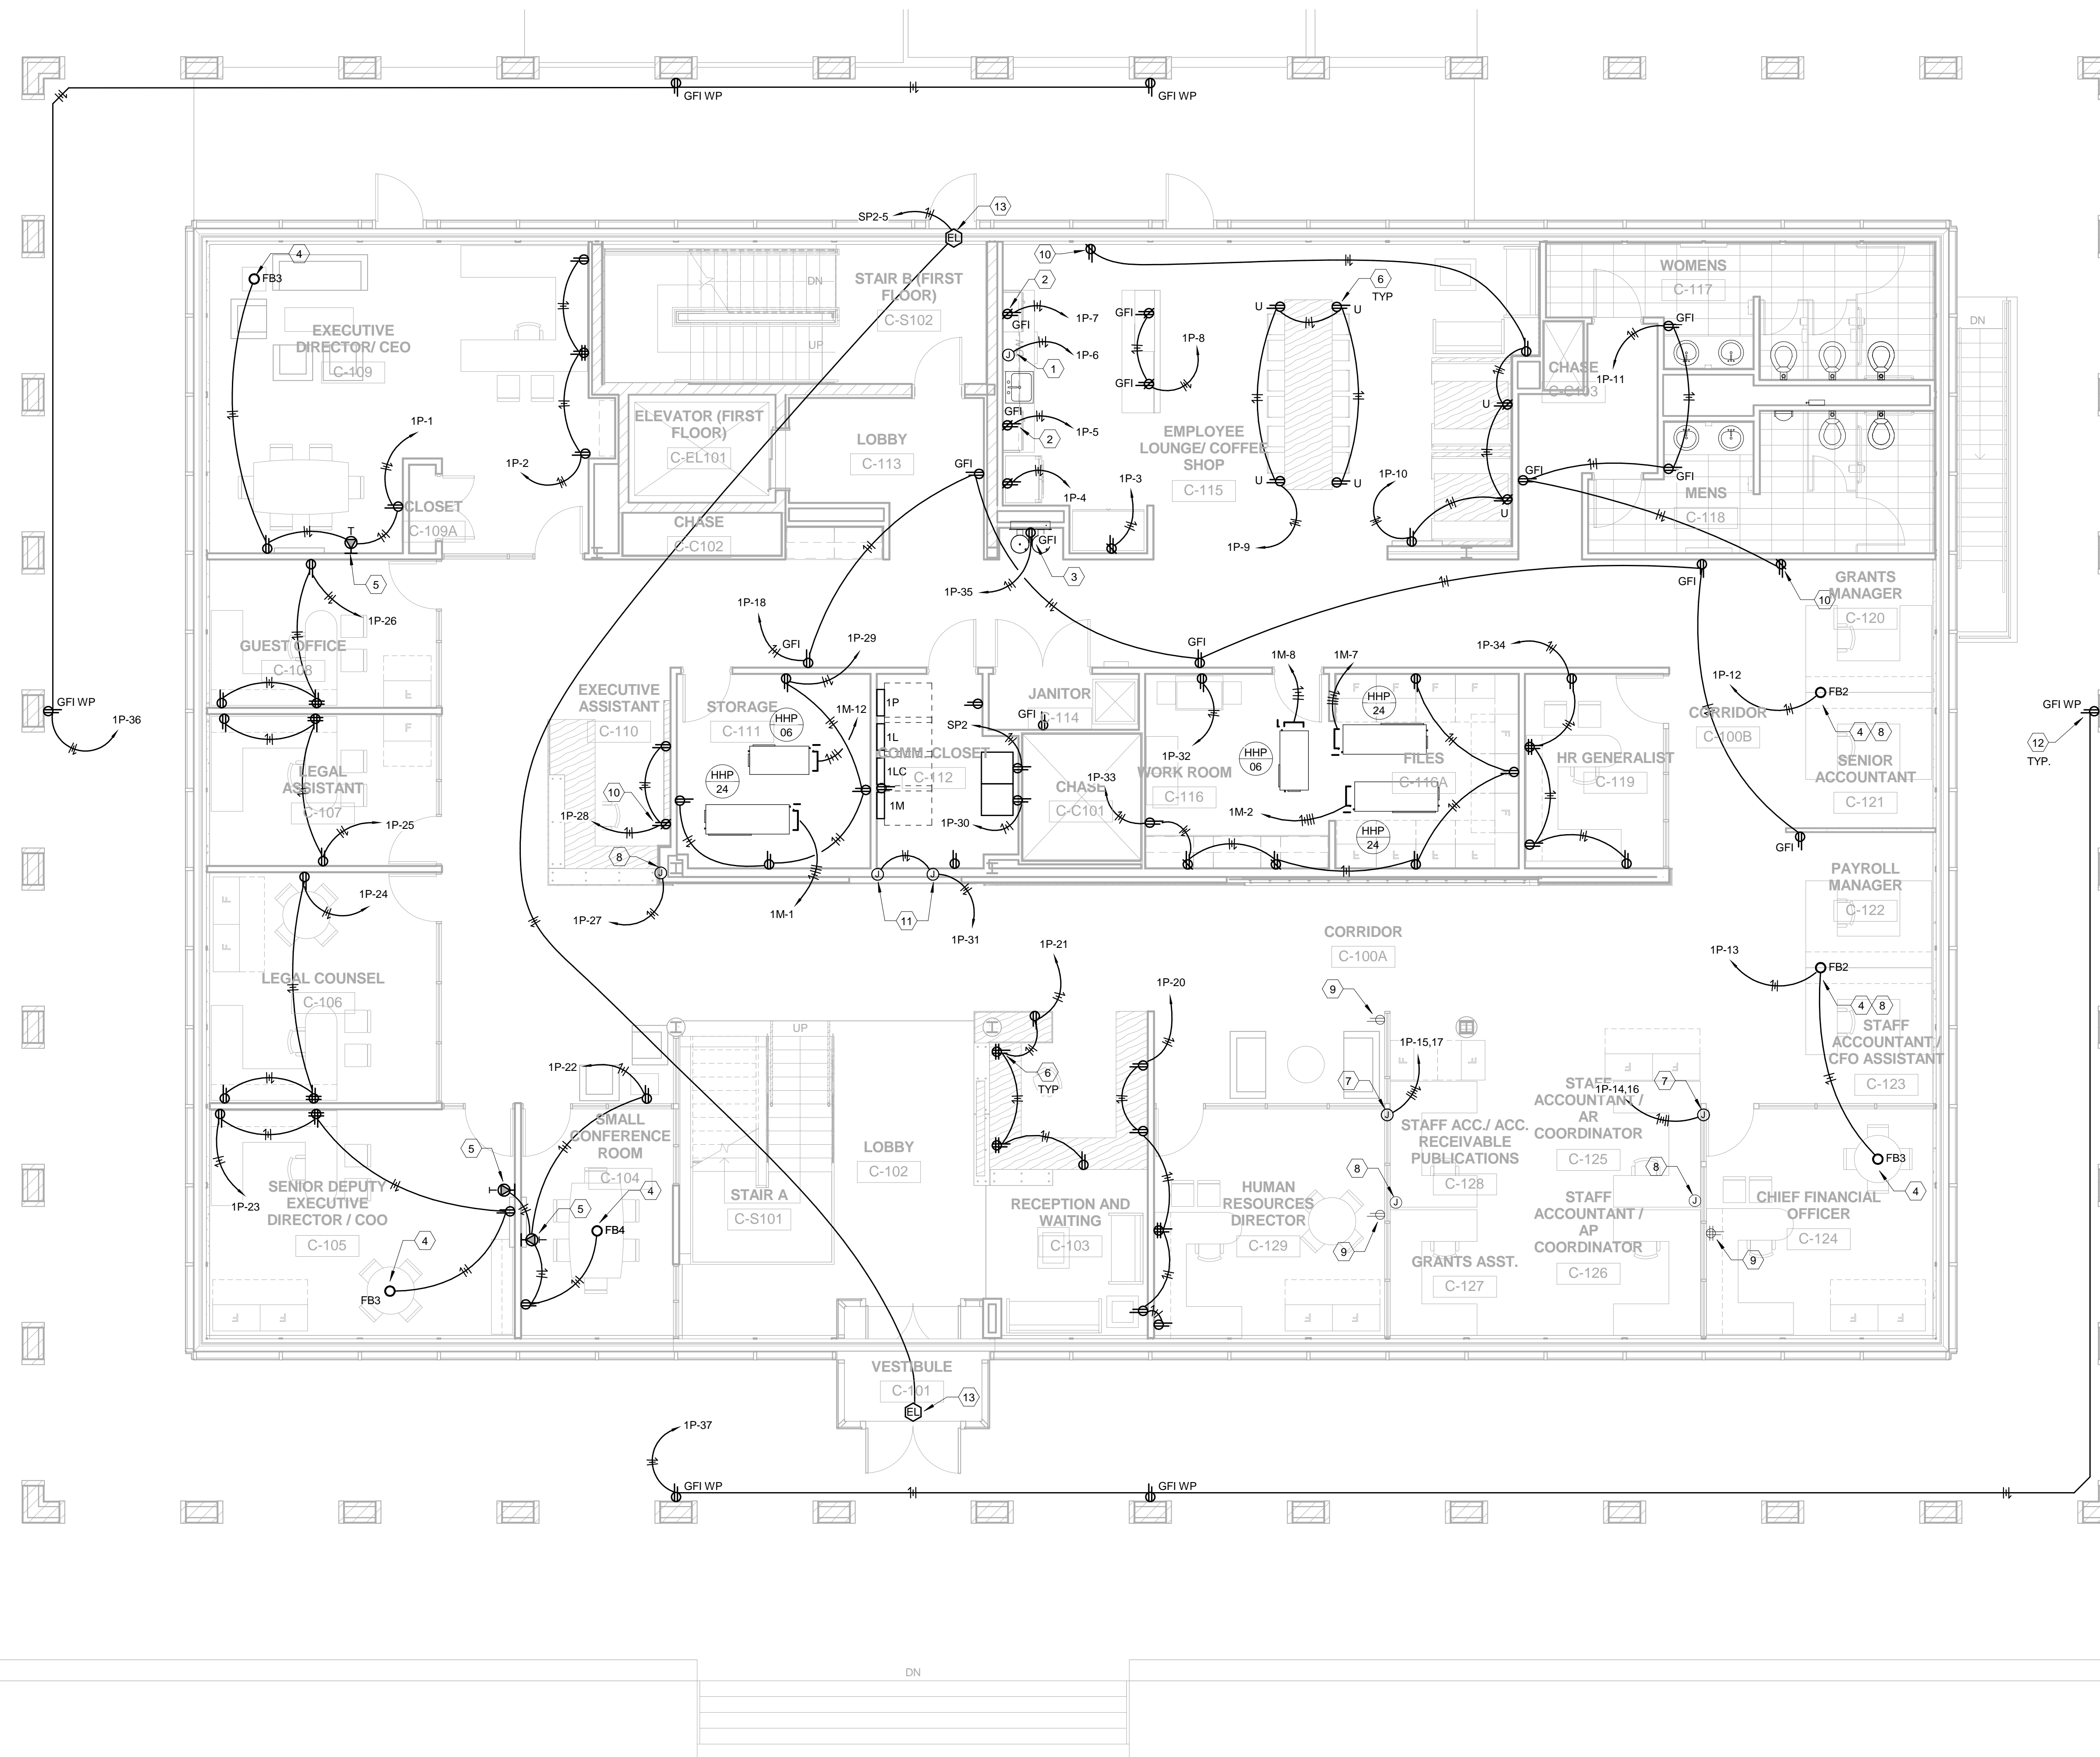 GFI WP
GFI WP
SP2-5
13
EL
4
FB3
DN
STAIR B (FIRST
FLOOR)
C-S102
UP
EXECUTIVE
DIRECTOR/ CEO
C-109
10
2
GFI
1P-7
J
1P-6
1
GFI
GFI
1P-8
6
TYP
U
U
WOMENS
C-117
GFI
DN
CHASE
C-C103
1P-11
ELEVATOR (FIRST
FLOOR)
C-EL101
LOBBY
C-113
GFI
1P-5
2
EMPLOYEE
LOUNGE/ COFFEE
SHOP
C-115
U
U
U
U
1P-1
1P-2
GFI
1P-4
1P-3
1P-10
GFI
GFI
MENS
C-118
CLOSET
C-109A
CHASE
C-C102
5
GFI
3
1P-9
1P-35
GFI
10
GRANTS
MANAGER
C-120
1P-26
GUEST OFFICE
C-108
F
1P-18
GFI
1P-29
GFI
1M-8
1M-7
1P-34
EXECUTIVE
ASSISTANT
C-110
STORAGE
C-111
HHP
06
1M-12
1P
1L
1LC
1M
COMM. CLOSET
C-112
SP2
JANITOR
C-114
GFI
HHP
24
F
F
F
F
1P-12
FB2
CORRIDOR
C-100B
4
8
GFI WP
1P-36
GFI WP
12
TYP.
LEGAL
ASSISTANT
C-107
HHP
24
1P-32
HHP
06
FILES
C-116A
HR GENERALIST
C-119
SENIOR
ACCOUNTANT
C-121
WORK ROOM
C-116
CHASE
C-C101
1P-33
1M-2
HHP
24
1P-25
10
1P-28
1P-30
GFI
8
J
J
J
1P-24
1P-27
1M-1
11
1P-31
PAYROLL
MANAGER
C-122
LEGAL COUNSEL
C-106
1P-21
CORRIDOR
C-100A
1P-20
9
1P-13
FB2
4
8
UP
1P-15,17
STAFF
ACCOUNTANT /
CFO ASSISTANT
C-123
1P-22
6
TYP
7
J
STAFF
ACCOUNTANT /
AR
COORDINATOR
C-125
1P-14,16
7
J
SMALL
CONFERENCE
ROOM
C-104
LOBBY
C-102
STAFF ACC./ ACC.
RECEIVABLE
PUBLICATIONS
C-128
5
8
J
8
J
FB3
4
1P-23
SENIOR DEPUTY
EXECUTIVE
DIRECTOR / COO
C-105
5
4
FB4
STAIR A
C-S101
RECEPTION AND
WAITING
C-103
HUMAN
RESOURCES
DIRECTOR
C-129
9
STAFF
ACCOUNTANT /
AP
COORDINATOR
C-126
CHIEF FINANCIAL
OFFICER
C-124
9
4
FB3
GRANTS ASST.
C-127
VESTIBULE
C-101
13
EL
1P-37
GFI WP
GFI WP
DN